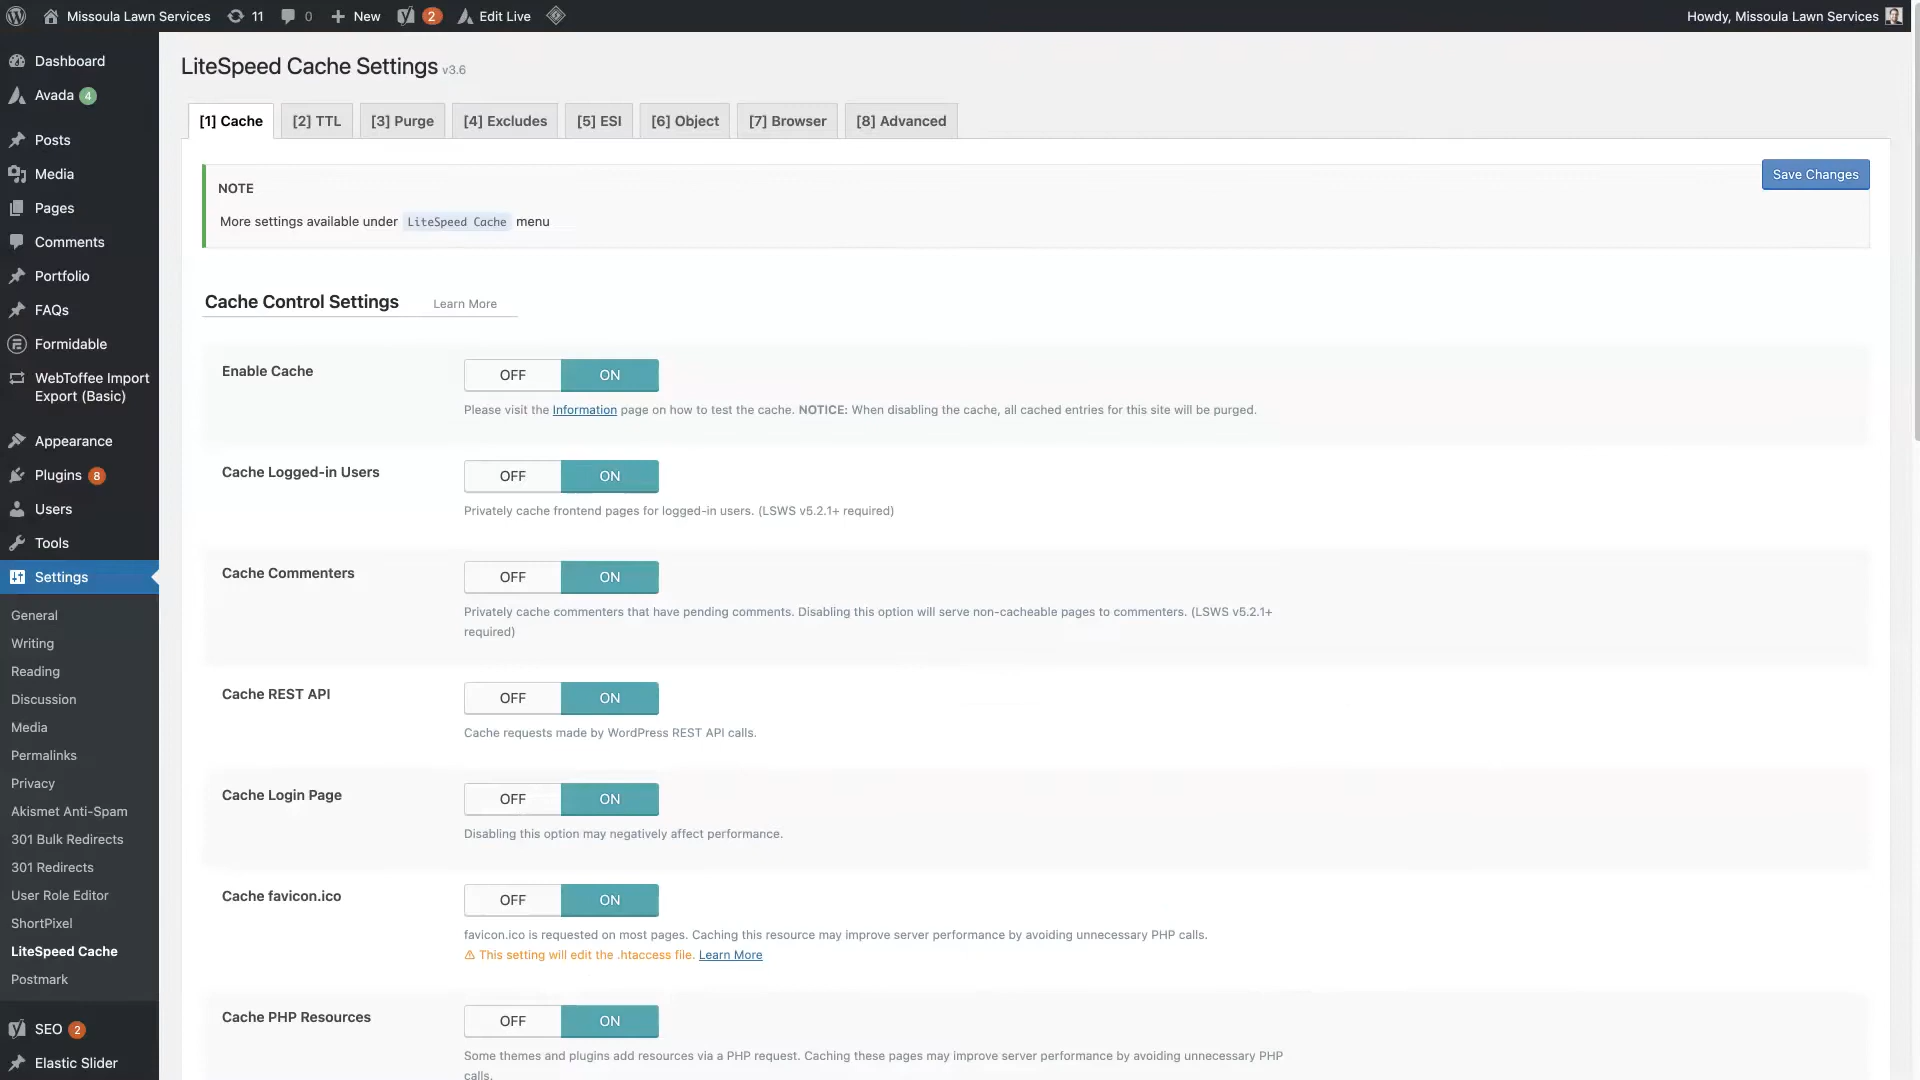 Missoula Lawn Services 11 0 New 2 Edit Live Howdy, Missoula Lawn Services
Dashboard
Avada 4
Posts
Media
Pages
Comments
Portfolio
FAQs
Formidable
WebToffee Import
Export (Basic)
Appearance
Plugins 8
Users
Tools
Settings
General
Writing
Reading
Discussion
Media
Permalinks
Privacy
Akismet Anti-Spam
301 Bulk Redirects
301 Redirects
User Role Editor
ShortPixel
LiteSpeed Cache
Postmark
SEO 2
Elastic Slider
LiteSpeed Cache Settings v3.6
[1] Cache [2] TTL [3] Purge [4] Excludes [5] ESI [6] Object [7] Browser [8] Advanced
Save Changes
NOTE
More settings available under LiteSpeed Cache menu
Cache Control Settings Learn More
Enable Cache OFF ON
Please visit the Information page on how to test the cache. NOTICE: When disabling the cache, all cached entries for this site will be purged.
Cache Logged-in Users OFF ON
Privately cache frontend pages for logged-in users. (LSWS v5.2.1+ required)
Cache Commenters OFF ON
Privately cache commenters that have pending comments. Disabling this option will serve non-cacheable pages to commenters. (LSWS v5.2.1+
required)
Cache REST API OFF ON
Cache requests made by WordPress REST API calls.
Cache Login Page OFF ON
Disabling this option may negatively affect performance.
Cache favicon.ico OFF ON
favicon.ico is requested on most pages. Caching this resource may improve server performance by avoiding unnecessary PHP calls.
⚠ This setting will edit the .htaccess file. Learn More
Cache PHP Resources OFF ON
Some themes and plugins add resources via a PHP request. Caching these pages may improve server performance by avoiding unnecessary PHP
calls.